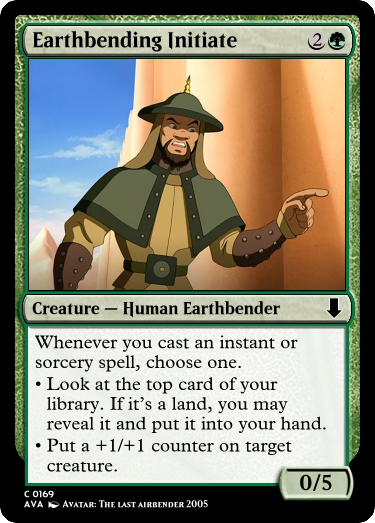 Earthbending Initiate 2
Creature — Human Earthbender
Whenever you cast an instant or
sorcery spell, choose one.
• Look at the top card of your
library. If it's a land, you may
reveal it and put it into your hand.
• Put a +1/+1 counter on target
creature.
0/5
C 0169
AVA Avatar: The last airbender 2005